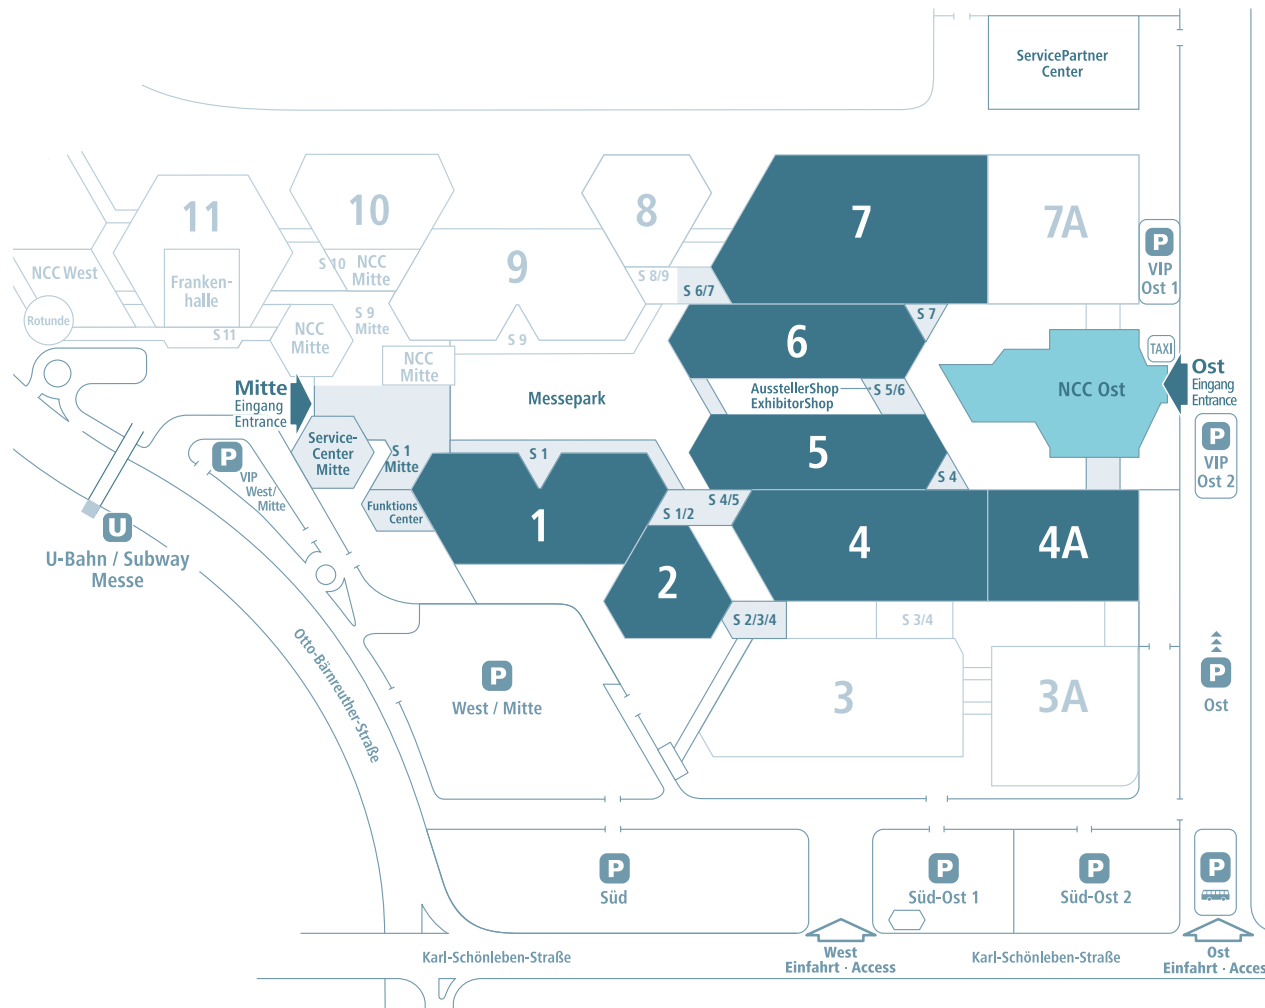 ServicePartner
Center
11
10
8
7
7A
9
NCC West
Franken-
halle
S 10
NCC
Mitte
S 8/9
S 6/7
P
VIP
Ost 1
Rotunde
S 11
NCC
Mitte
S 9
Mitte
S 9
S 7
6
NCC
Mitte
TAXI
Mitte
Eingang
Entrance
Messepark
AusstellerShop
ExhibitorShop
S 5/6
NCC Ost
Ost
Eingang
Entrance
Service-
Center
Mitte
S 1
Mitte
S 1
5
S 4
P
VIP
Ost 2
P
VIP
West/
Mitte
Funktions
Center
1
S 1/2
S 4/5
4
4A
U
U-Bahn / Subway
Messe
2
S 2/3/4
S 3/4
Otto-Bärnreuther-Straße
P
West / Mitte
3
3A
P
Ost
P
Süd
P
Süd-Ost 1
P
Süd-Ost 2
P
Karl-Schönleben-Straße
West
Einfahrt · Access
Karl-Schönleben-Straße
Ost
Einfahrt · Acces